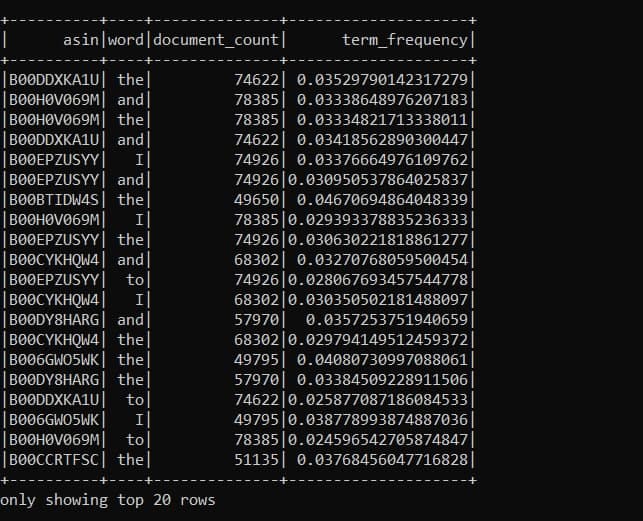 +----------+----+--------------+--------------------+
|      asin|word|document_count|      term_frequency|
+----------+----+--------------+--------------------+
|B00DDXKA1U| the|         74622| 0.03529790142317279|
|B00H0V069M| and|         78385| 0.03338648976207183|
|B00H0V069M| the|         78385| 0.03334821713338011|
|B00DDXKA1U| and|         74622| 0.03418562890300447|
|B00EPZUSYY|   I|         74926| 0.03376664976109762|
|B00EPZUSYY| and|         74926|0.030950537864025837|
|B00BTIDW4S| the|         49650| 0.04670694864048339|
|B00H0V069M|   I|         78385|0.029393378835236333|
|B00EPZUSYY| the|         74926|0.030630221818861277|
|B00CYKHQW4| and|         68302| 0.03270768059500454|
|B00EPZUSYY|  to|         74926|0.028067693457544778|
|B00CYKHQW4|   I|         68302|0.030350502181488097|
|B00DY8HARG| and|         57970|  0.0357253751940659|
|B00CYKHQW4| the|         68302|0.029794149512459372|
|B006GWO5WK| the|         49795| 0.04080730997088061|
|B00DY8HARG| the|         57970| 0.03384509228911506|
|B00DDXKA1U|  to|         74622|0.025877087186084533|
|B006GWO5WK|   I|         49795|0.038778993874887036|
|B00H0V069M|  to|         78385|0.024596542705874847|
|B00CCRTFSC| the|         51135| 0.03768456047716828|
+----------+----+--------------+--------------------+
only showing top 20 rows